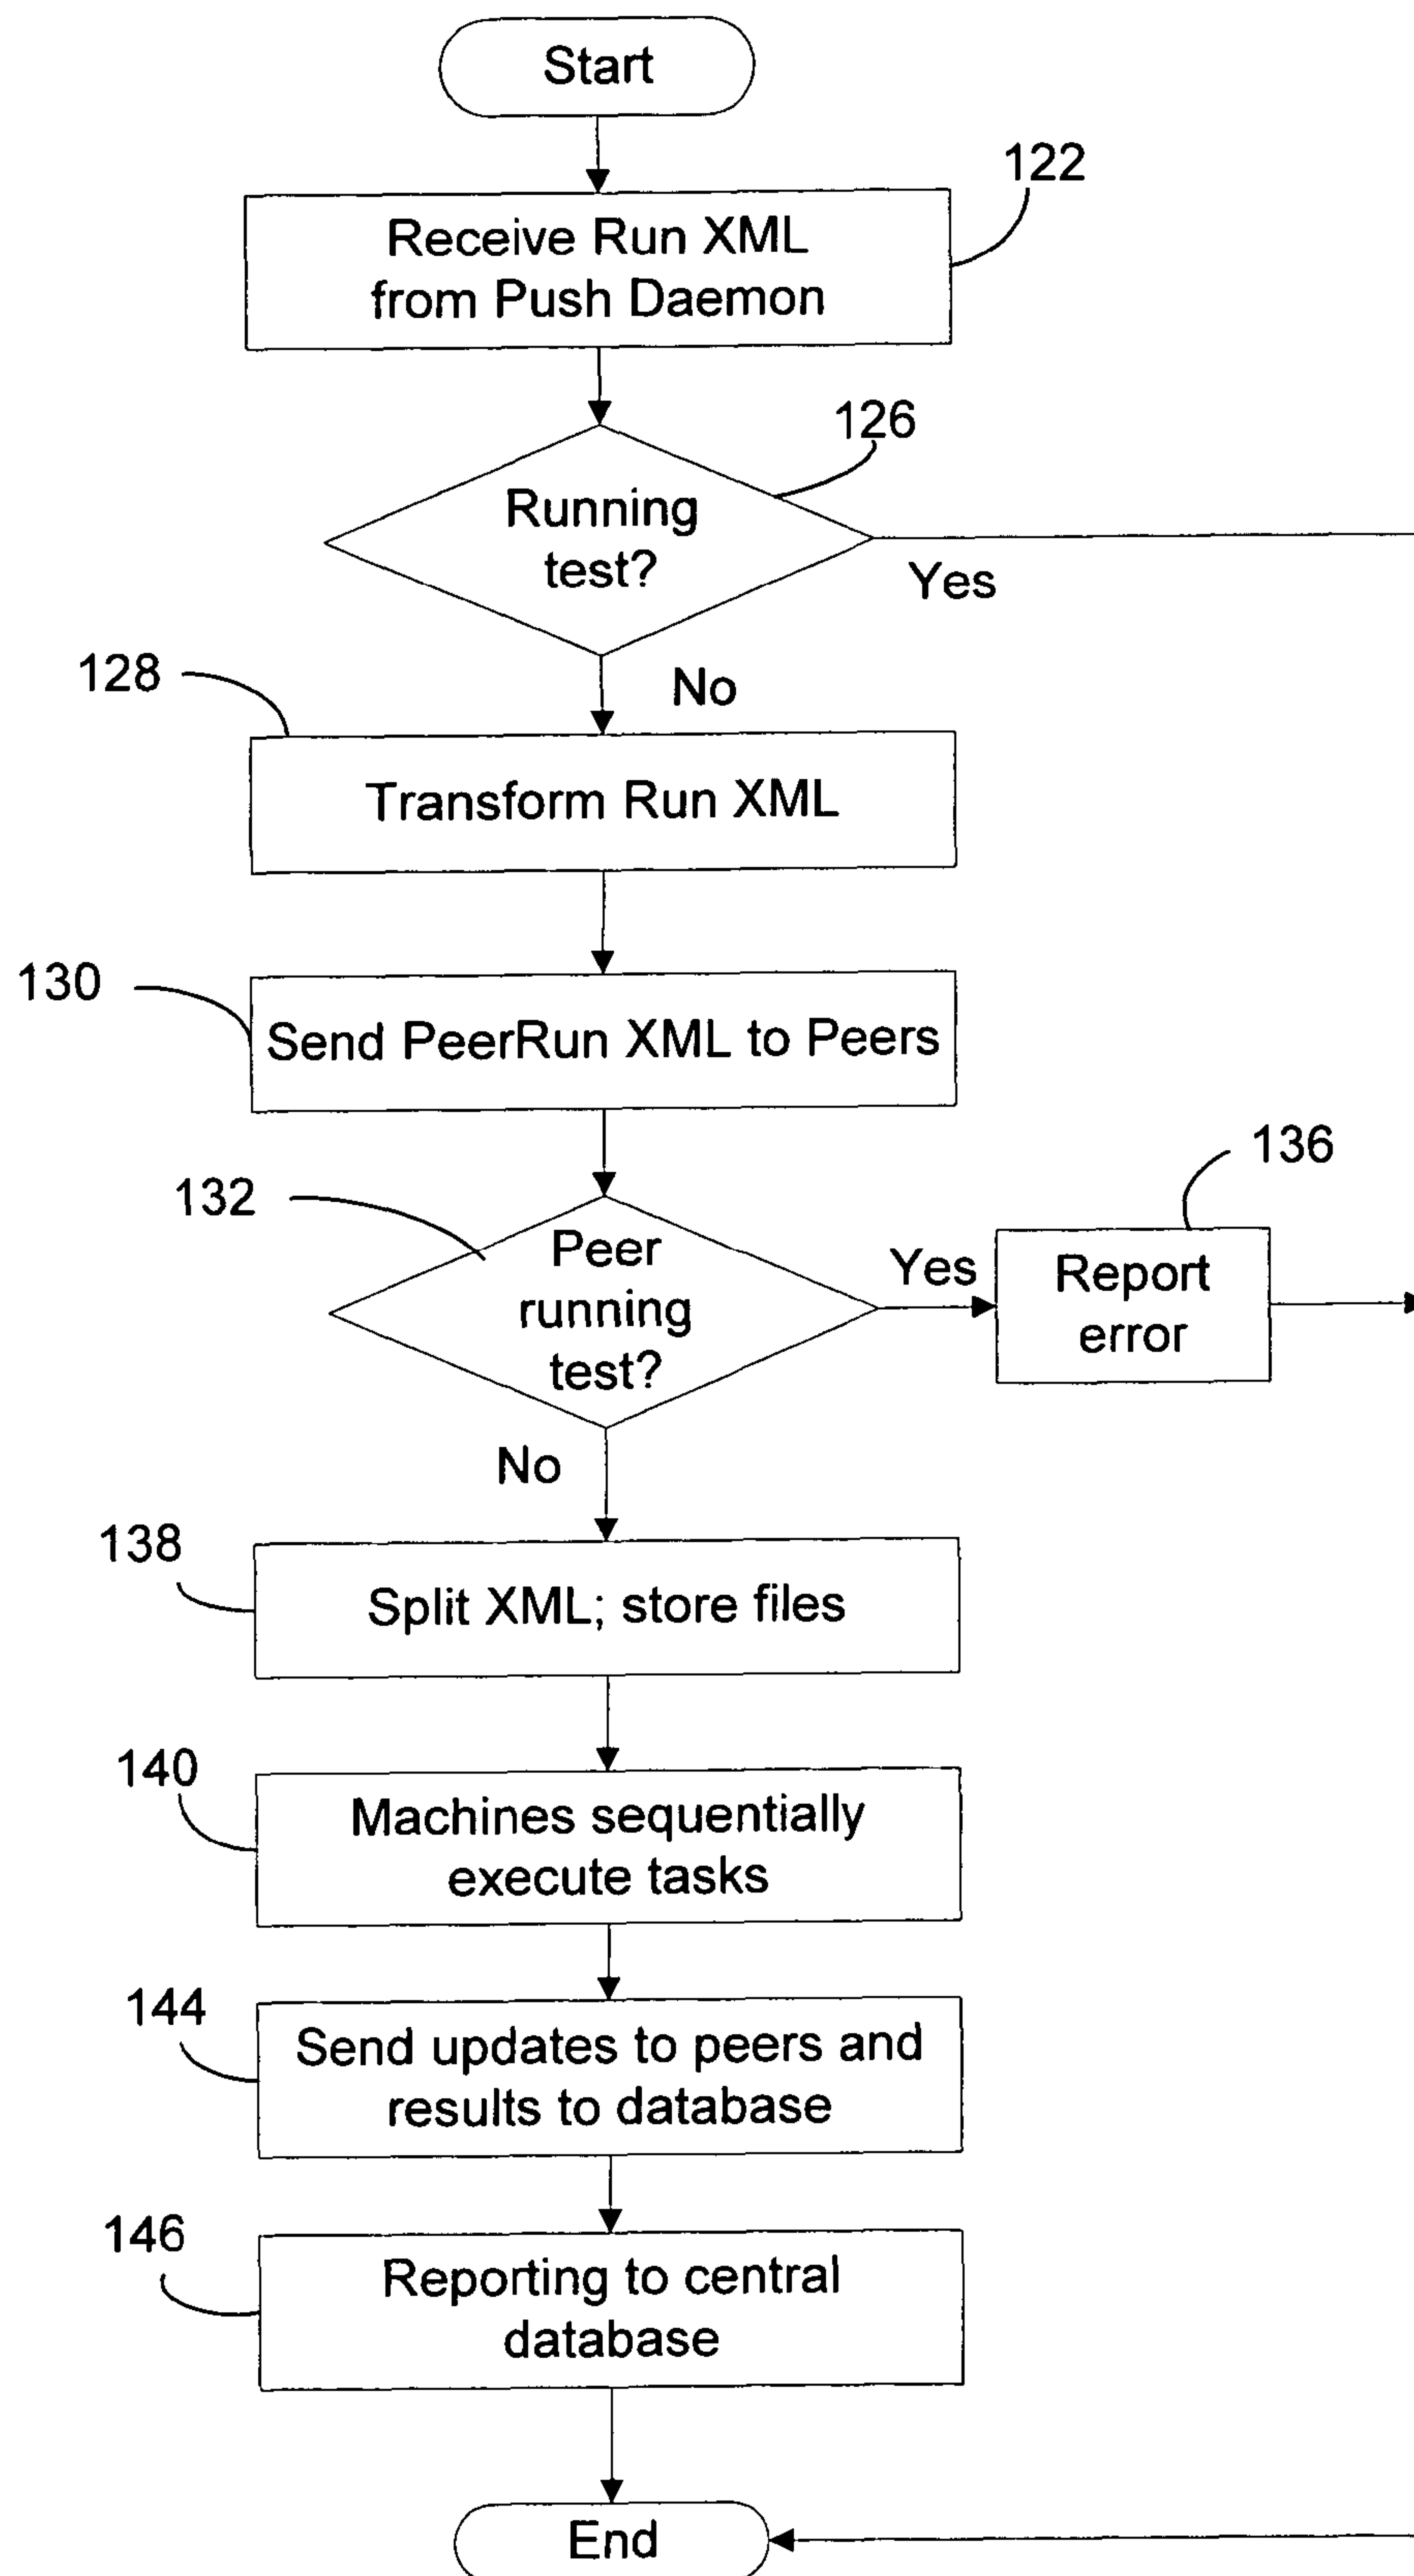 Start
122
Receive Run XML
from Push Daemon
126
Running
test?
Yes
128
No
Transform Run XML
130
Send PeerRun XML to Peers
136
132
Peer
running
test?
Yes
Report
error
No
138
Split XML; store files
140
Machines sequentially
execute tasks
144
Send updates to peers and
results to database
146
Reporting to central
database
End